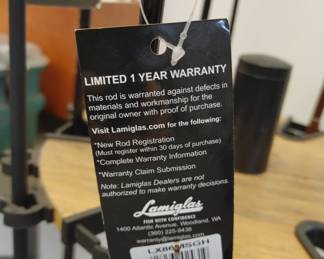 LIMITED 1 YEAR WARRANTY
This rod is warranted against defects in
materials and workmanship for the
original owner with proof of purchase.
Visit Lamiglas.com for the following:
*New Rod Registration
(Must register within 30 days of purchase)
*Complete Warranty Information
*Warranty Claim Submission
Note: Lamiglas Dealers are not
authorized to make warranty decisions.
Lamiglas
FISH WITH CONFIDENCE
1400 Atlantic Avenue, Woodland, WA
(360) 225-9436
warranty@lamiglas.com